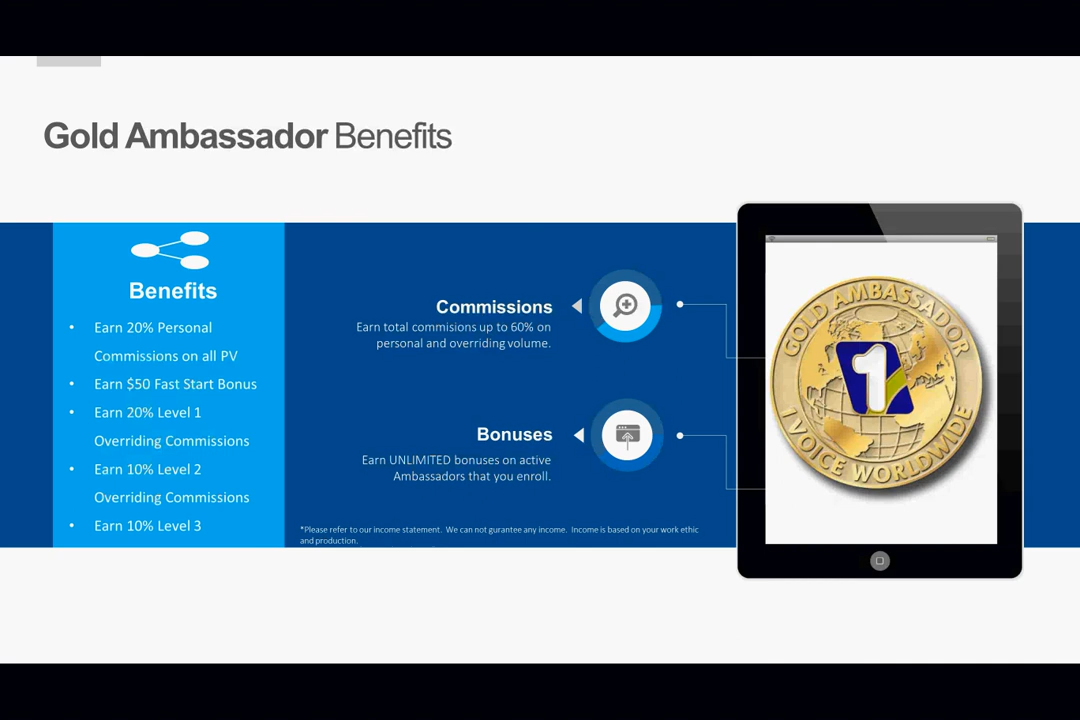 Gold Ambassador Benefits
Benefits
• Earn 20% Personal
Commissions on all PV
• Earn $50 Fast Start Bonus
• Earn 20% Level 1
Overriding Commissions
• Earn 10% Level 2
Overriding Commissions
• Earn 10% Level 3
Commissions
Earn total commisions up to 60% on
personal and overriding volume.
Bonuses
Earn UNLIMITED bonuses on active
Ambassadors that you enroll.
*Please refer to our income statement. We can not gurantee any income. Income is based on your work ethic
and production.
GOLD AMBASSADOR
1
1 VOICE WORLDWIDE